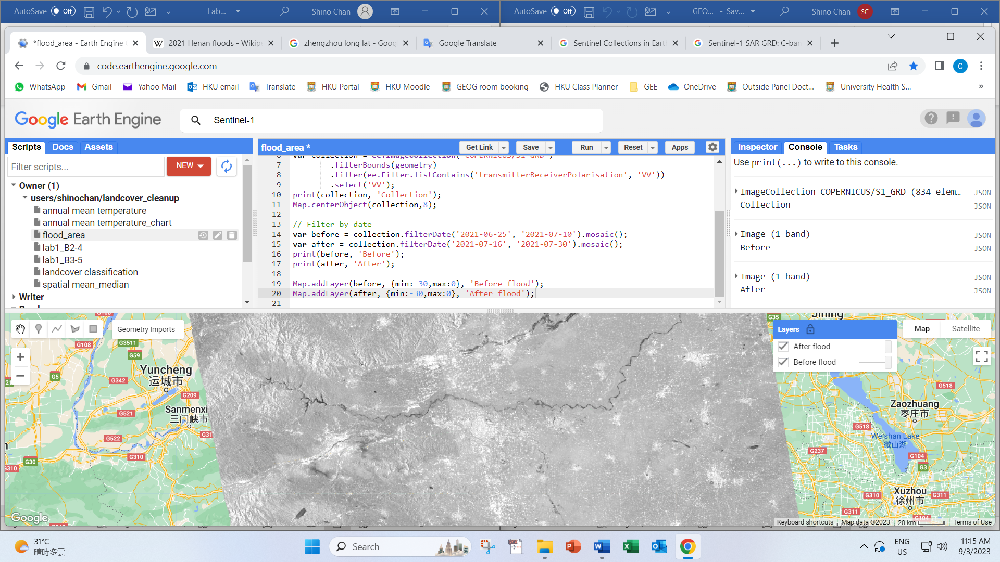 AutoSave Off Lab... Shino Chan
AutoSave Off GEO... - Sav... Shino Chan SC
*flood_area - Earth Engine
2021 Henan floods - Wikip
zhengzhou long lat - Goog
Google Translate
Sentinel Collections in Eart
Sentinel-1 SAR GRD: C-ban
code.earthengine.google.com
C
WhatsApp Gmail Yahoo Mail HKU email Translate HKU Portal HKU Moodle GEOG room booking HKU Class Planner GEE OneDrive Outside Panel Doct... University Health S... »
Google Earth Engine
Sentinel-1
Scripts Docs Assets
Filter scripts...
NEW
Owner (1)
users/shinochan/landcover_cleanup
annual mean temperature
annual mean temperature_chart
flood_area
lab1_B2-4
lab1_B3-5
landcover classification
spatial mean_median
Writer
Reader
flood_area *
Get Link Save Run Reset Apps
6 var collection = ee.ImageCollection('COPERNICUS/S1_GRD')
7 .filterBounds(geometry)
8 .filter(ee.Filter.listContains('transmitterReceiverPolarisation', 'VV'))
9 .select('VV');
10 print(collection, 'Collection');
11 Map.centerObject(collection,8);
12
13 // Filter by date
14 var before = collection.filterDate('2021-06-25', '2021-07-10').mosaic();
15 var after = collection.filterDate('2021-07-16', '2021-07-30').mosaic();
16 print(before, 'Before');
17 print(after, 'After');
18
19 Map.addLayer(before, {min:-30,max:0}, 'Before flood');
20 Map.addLayer(after, {min:-30,max:0}, 'After flood');
21
Inspector Console Tasks
Use print(...) to write to this console.
ImageCollection COPERNICUS/S1_GRD (834 elem… JSON
Collection JSON
Image (1 band) JSON
Before JSON
Image (1 band) JSON
After JSON
Geometry Imports
+
−
G108
G3511
G59
G5
G342
G209
G521
G522
G310
G30
G310
G31
Yuncheng
运城市
Sanmenxi
三门峡市
Google
G35
Jining
Layers
After flood
Before flood
Map Satellite
G518
Zaozhuang
枣庄市
G518
Weishan Lake
微山湖
G237
G104
G3
Xuzhou
徐州市
G310
G311
G311
G104
Keyboard shortcuts Map data ©2023 20 km Terms of Use
31°C
晴時多雲
Search
ENG
US
11:15 AM
9/3/2023